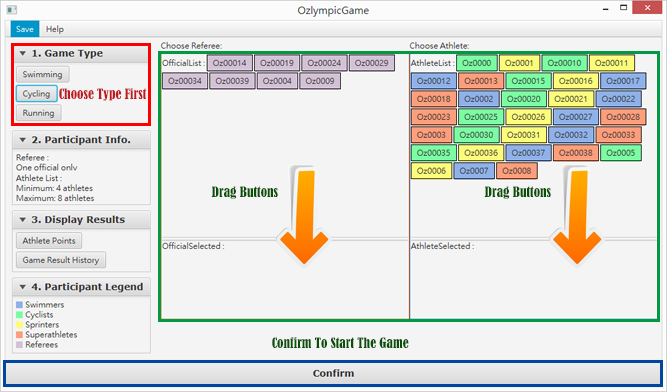 OzlympicGame
Save Help
1. Game Type
Swimming
Cycling
Choose Type First
Running
2. Participant Info.
Referee :
One official only
Athlete List :
Minimum: 4 athletes
Maximum: 8 athletes
3. Display Results
Athlete Points
Game Result History
4. Participant Legend
Swimmers
Cyclists
Sprinters
Superathletes
Referees
Choose Referee:
OfficialList : Oz00014 Oz00019 Oz00024 Oz00029
Oz00034 Oz00039 Oz0004 Oz0009
Drag Buttons
OfficialSelected :
Choose Athlete:
AthleteList : Oz0000 Oz0001 Oz00010 Oz00011
Oz00012 Oz00013 Oz00015 Oz00016 Oz00017
Oz00018 Oz0002 Oz00020 Oz00021 Oz00022
Oz00023 Oz00025 Oz00026 Oz00027 Oz00028
Oz0003 Oz00030 Oz00031 Oz00032 Oz00033
Oz00035 Oz00036 Oz00037 Oz00038 Oz0005
Oz0006 Oz0007 Oz0008
Drag Buttons
AthleteSelected :
Confirm To Start The Game
Confirm